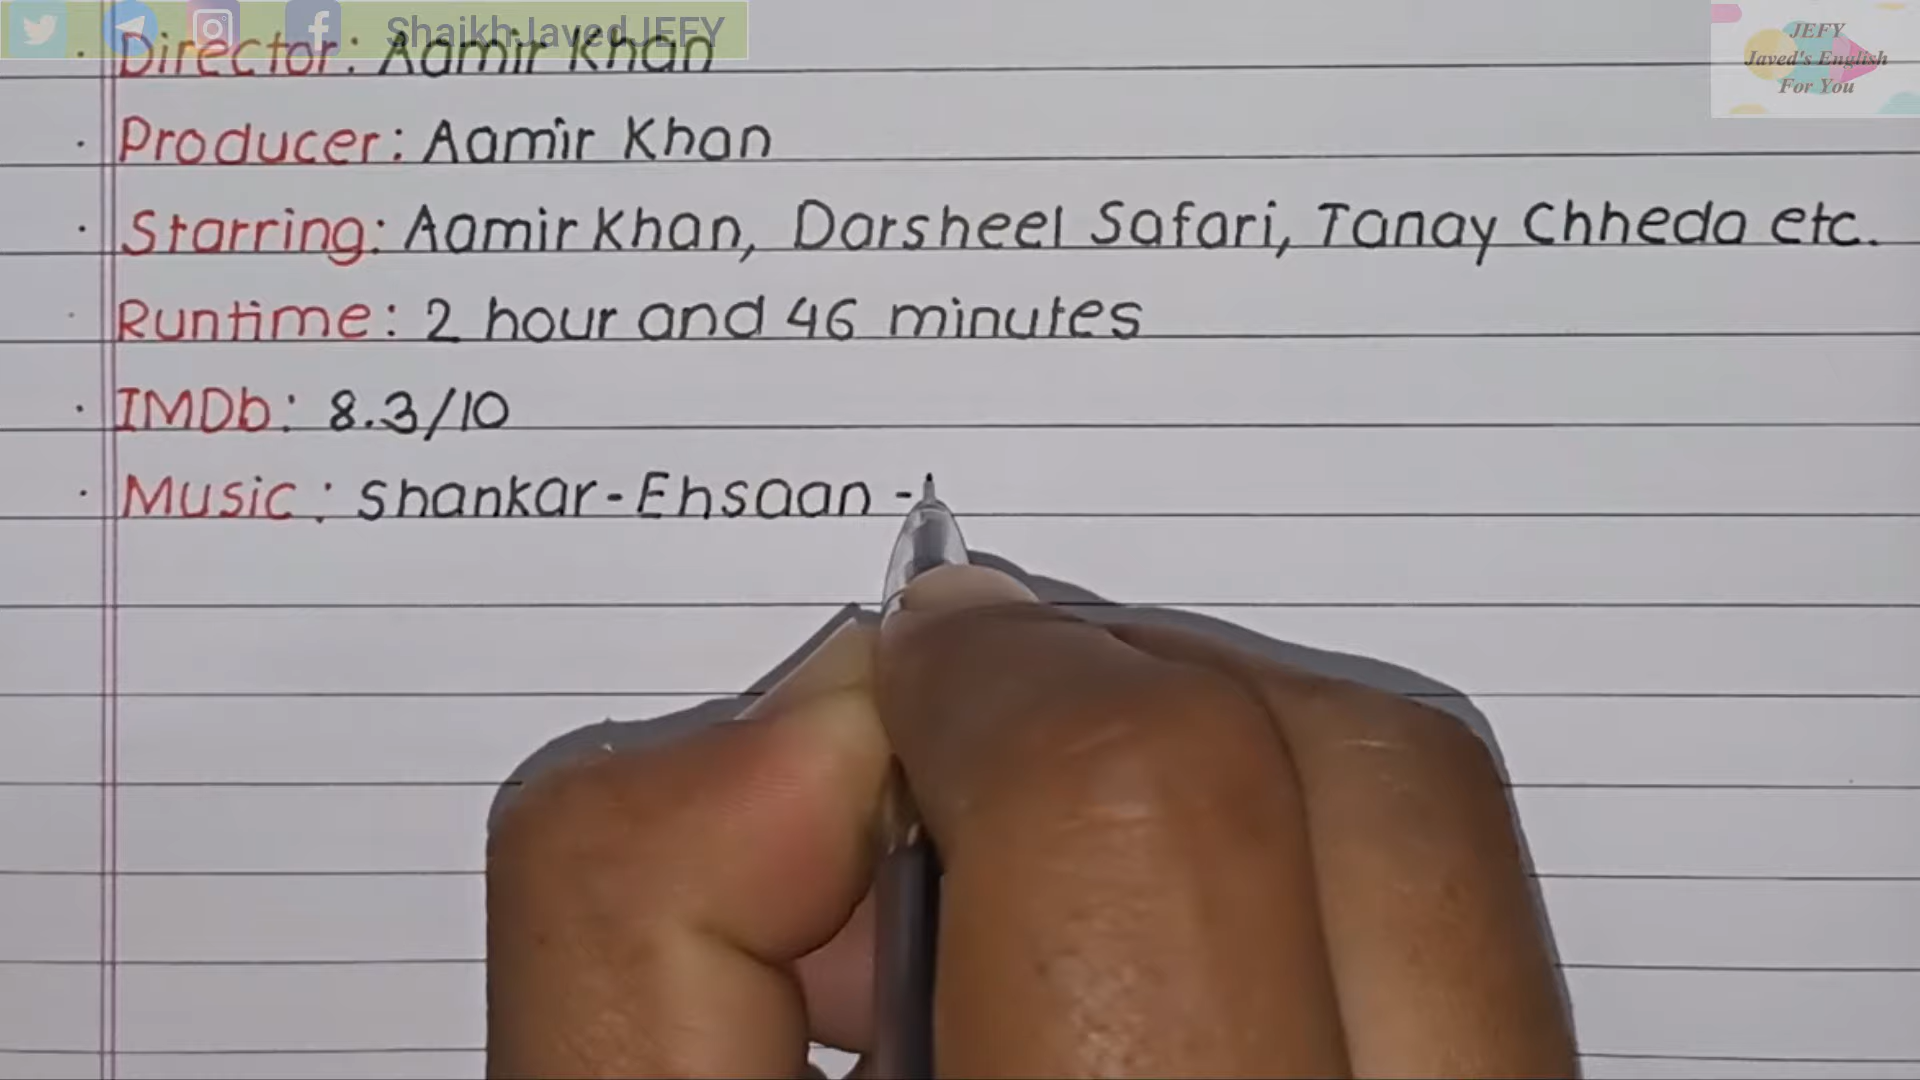 Shaikh Javed JEFY
JEFY
Javed's English
For You
· Director: Aamir Khan
· Producer: Aamir Khan
· Starring: Aamir Khan, Darsheel Safari, Tanay Chheda etc.
· Runtime: 2 hour and 46 minutes
· IMDb: 8.3/10
· Music: Shankar-Ehsaan -